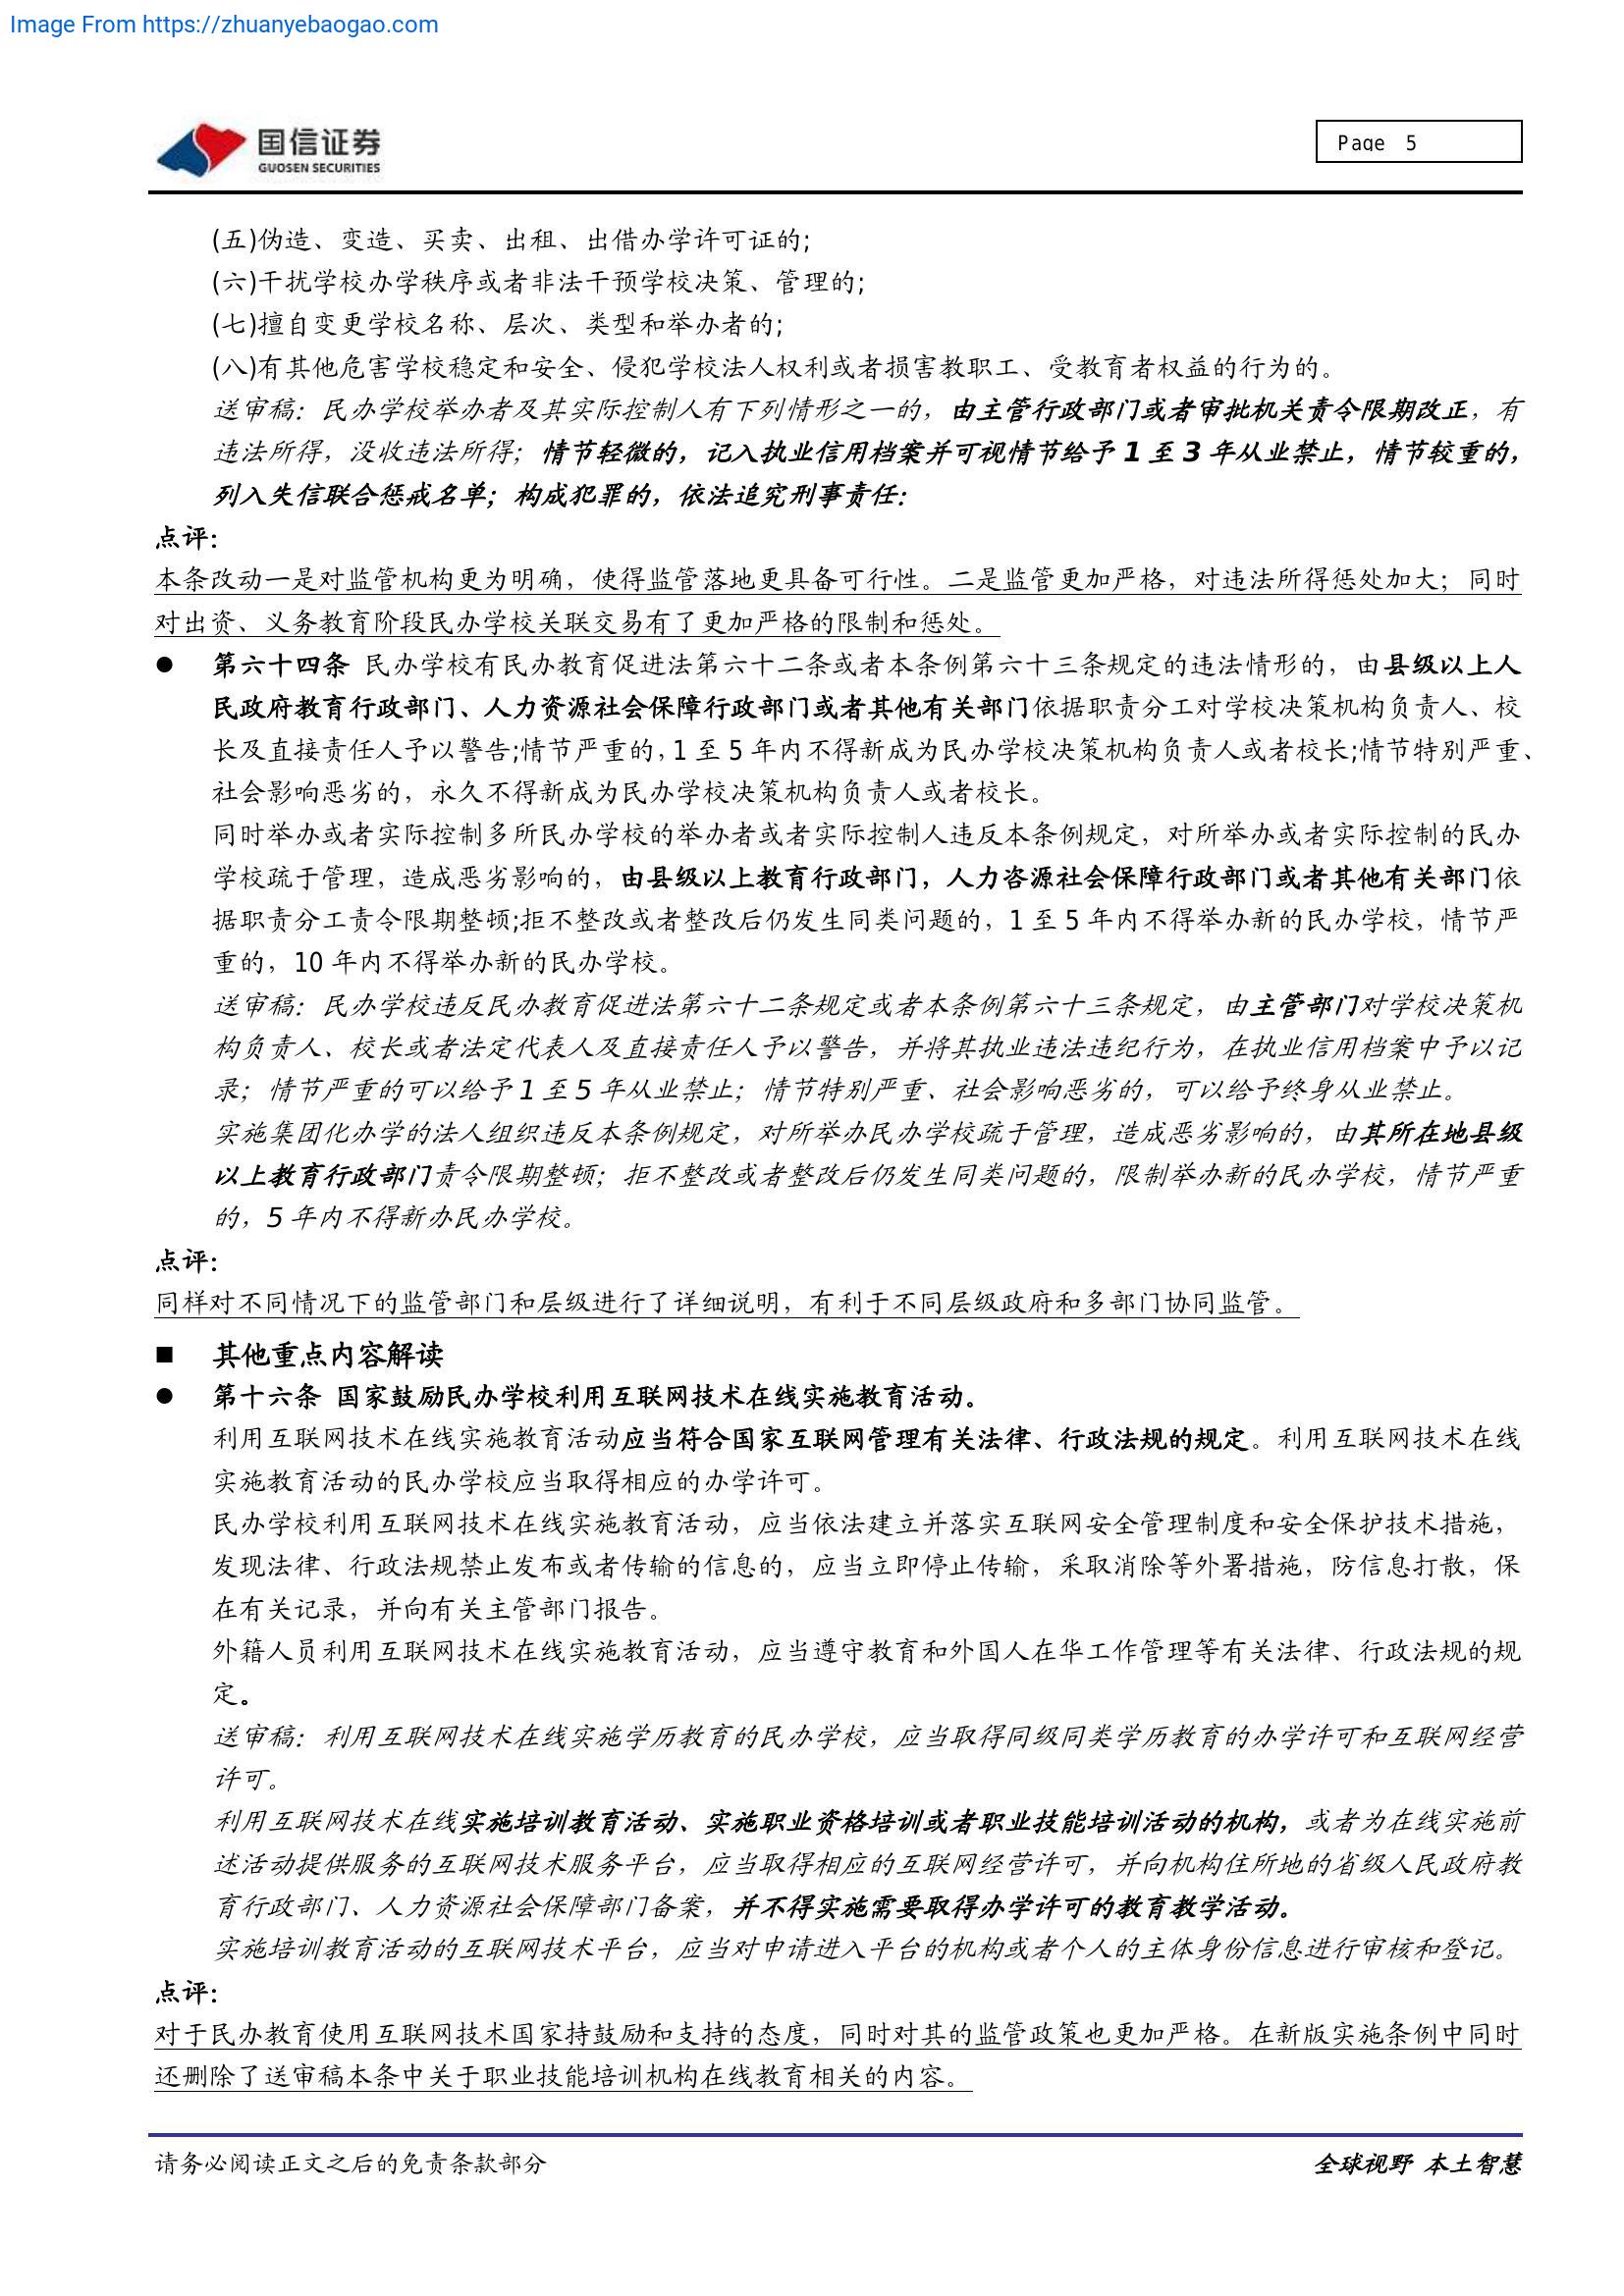 Image From https://zhuanyebaogao.com
国信证券
GUOSEN SECURITIES
Page 5
(五)伪造、变造、买卖、出租、出借办学许可证的;
(六)干扰学校办学秩序或者非法干预学校决策、管理的;
(七)擅自变更学校名称、层次、类型和举办者的;
(八)有其他危害学校稳定和安全、侵犯学校法人权利或者损害教职工、受教育者权益的行为的。
送审稿：民办学校举办者及其实际控制人有下列情形之一的，由主管行政部门或者审批机关责令限期改正，有
违法所得，没收违法所得；情节轻微的，记入执业信用档案并可视情节给予 1 至 3 年从业禁止，情节较重的，
列入失信联合惩戒名单；构成犯罪的，依法追究刑事责任：
点评：
本条改动一是对监管机构更为明确，使得监管落地更具备可行性。二是监管更加严格，对违法所得惩处加大；同时
对出资、义务教育阶段民办学校关联交易有了更加严格的限制和惩处。
● 第六十四条 民办学校有民办教育促进法第六十二条或者本条例第六十三条规定的违法情形的，由县级以上人
民政府教育行政部门、人力资源社会保障行政部门或者其他有关部门依据职责分工对学校决策机构负责人、校
长及直接责任人予以警告;情节严重的，1 至 5 年内不得新成为民办学校决策机构负责人或者校长;情节特别严重、
社会影响恶劣的，永久不得新成为民办学校决策机构负责人或者校长。
同时举办或者实际控制多所民办学校的举办者或者实际控制人违反本条例规定，对所举办或者实际控制的民办
学校疏于管理，造成恶劣影响的，由县级以上教育行政部门，人力咨源社会保障行政部门或者其他有关部门依
据职责分工责令限期整顿;拒不整改或者整改后仍发生同类问题的，1 至 5 年内不得举办新的民办学校，情节严
重的，10 年内不得举办新的民办学校。
送审稿：民办学校违反民办教育促进法第六十二条规定或者本条例第六十三条规定，由主管部门对学校决策机
构负责人、校长或者法定代表人及直接责任人予以警告，并将其执业违法违纪行为，在执业信用档案中予以记
录；情节严重的可以给予 1 至 5 年从业禁止；情节特别严重、社会影响恶劣的，可以给予终身从业禁止。
实施集团化办学的法人组织违反本条例规定，对所举办民办学校疏于管理，造成恶劣影响的，由其所在地县级
以上教育行政部门责令限期整顿；拒不整改或者整改后仍发生同类问题的，限制举办新的民办学校，情节严重
的，5 年内不得新办民办学校。
点评：
同样对不同情况下的监管部门和层级进行了详细说明，有利于不同层级政府和多部门协同监管。
■ 其他重点内容解读
● 第十六条 国家鼓励民办学校利用互联网技术在线实施教育活动。
利用互联网技术在线实施教育活动应当符合国家互联网管理有关法律、行政法规的规定。利用互联网技术在线
实施教育活动的民办学校应当取得相应的办学许可。
民办学校利用互联网技术在线实施教育活动，应当依法建立并落实互联网安全管理制度和安全保护技术措施，
发现法律、行政法规禁止发布或者传输的信息的，应当立即停止传输，采取消除等外署措施，防信息打散，保
在有关记录，并向有关主管部门报告。
外籍人员利用互联网技术在线实施教育活动，应当遵守教育和外国人在华工作管理等有关法律、行政法规的规
定。
送审稿：利用互联网技术在线实施学历教育的民办学校，应当取得同级同类学历教育的办学许可和互联网经营
许可。
利用互联网技术在线实施培训教育活动、实施职业资格培训或者职业技能培训活动的机构，或者为在线实施前
述活动提供服务的互联网技术服务平台，应当取得相应的互联网经营许可，并向机构住所地的省级人民政府教
育行政部门、人力资源社会保障部门备案，并不得实施需要取得办学许可的教育教学活动。
实施培训教育活动的互联网技术平台，应当对申请进入平台的机构或者个人的主体身份信息进行审核和登记。
点评：
对于民办教育使用互联网技术国家持鼓励和支持的态度，同时对其的监管政策也更加严格。在新版实施条例中同时
还删除了送审稿本条中关于职业技能培训机构在线教育相关的内容。
请务必阅读正文之后的免责条款部分
全球视野 本土智慧